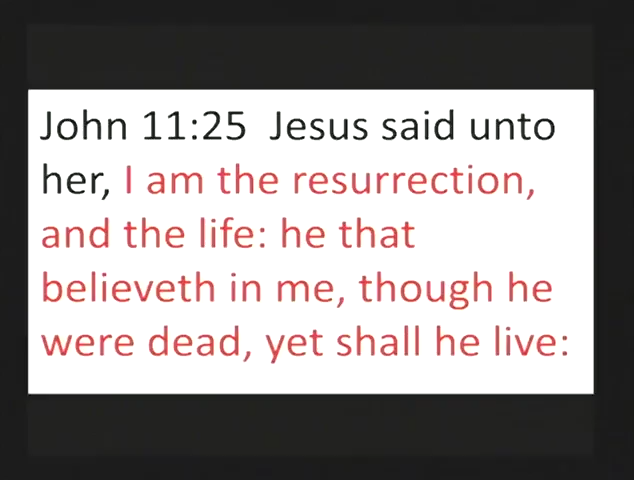 John 11:25  Jesus said unto
her, I am the resurrection,
and the life: he that
believeth in me, though he
were dead, yet shall he live: